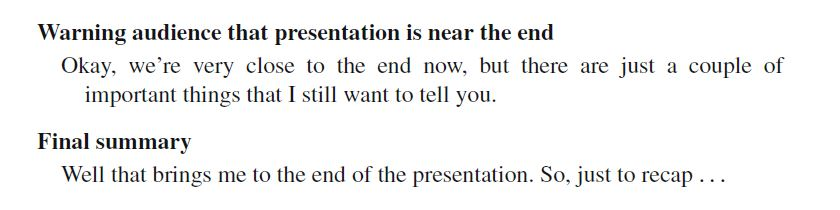 Warning audience that presentation is near the end
Okay, we’re very close to the end now, but there are just a couple of
important things that I still want to tell you.
Final summary
Well that brings me to the end of the presentation. So, just to recap . . .